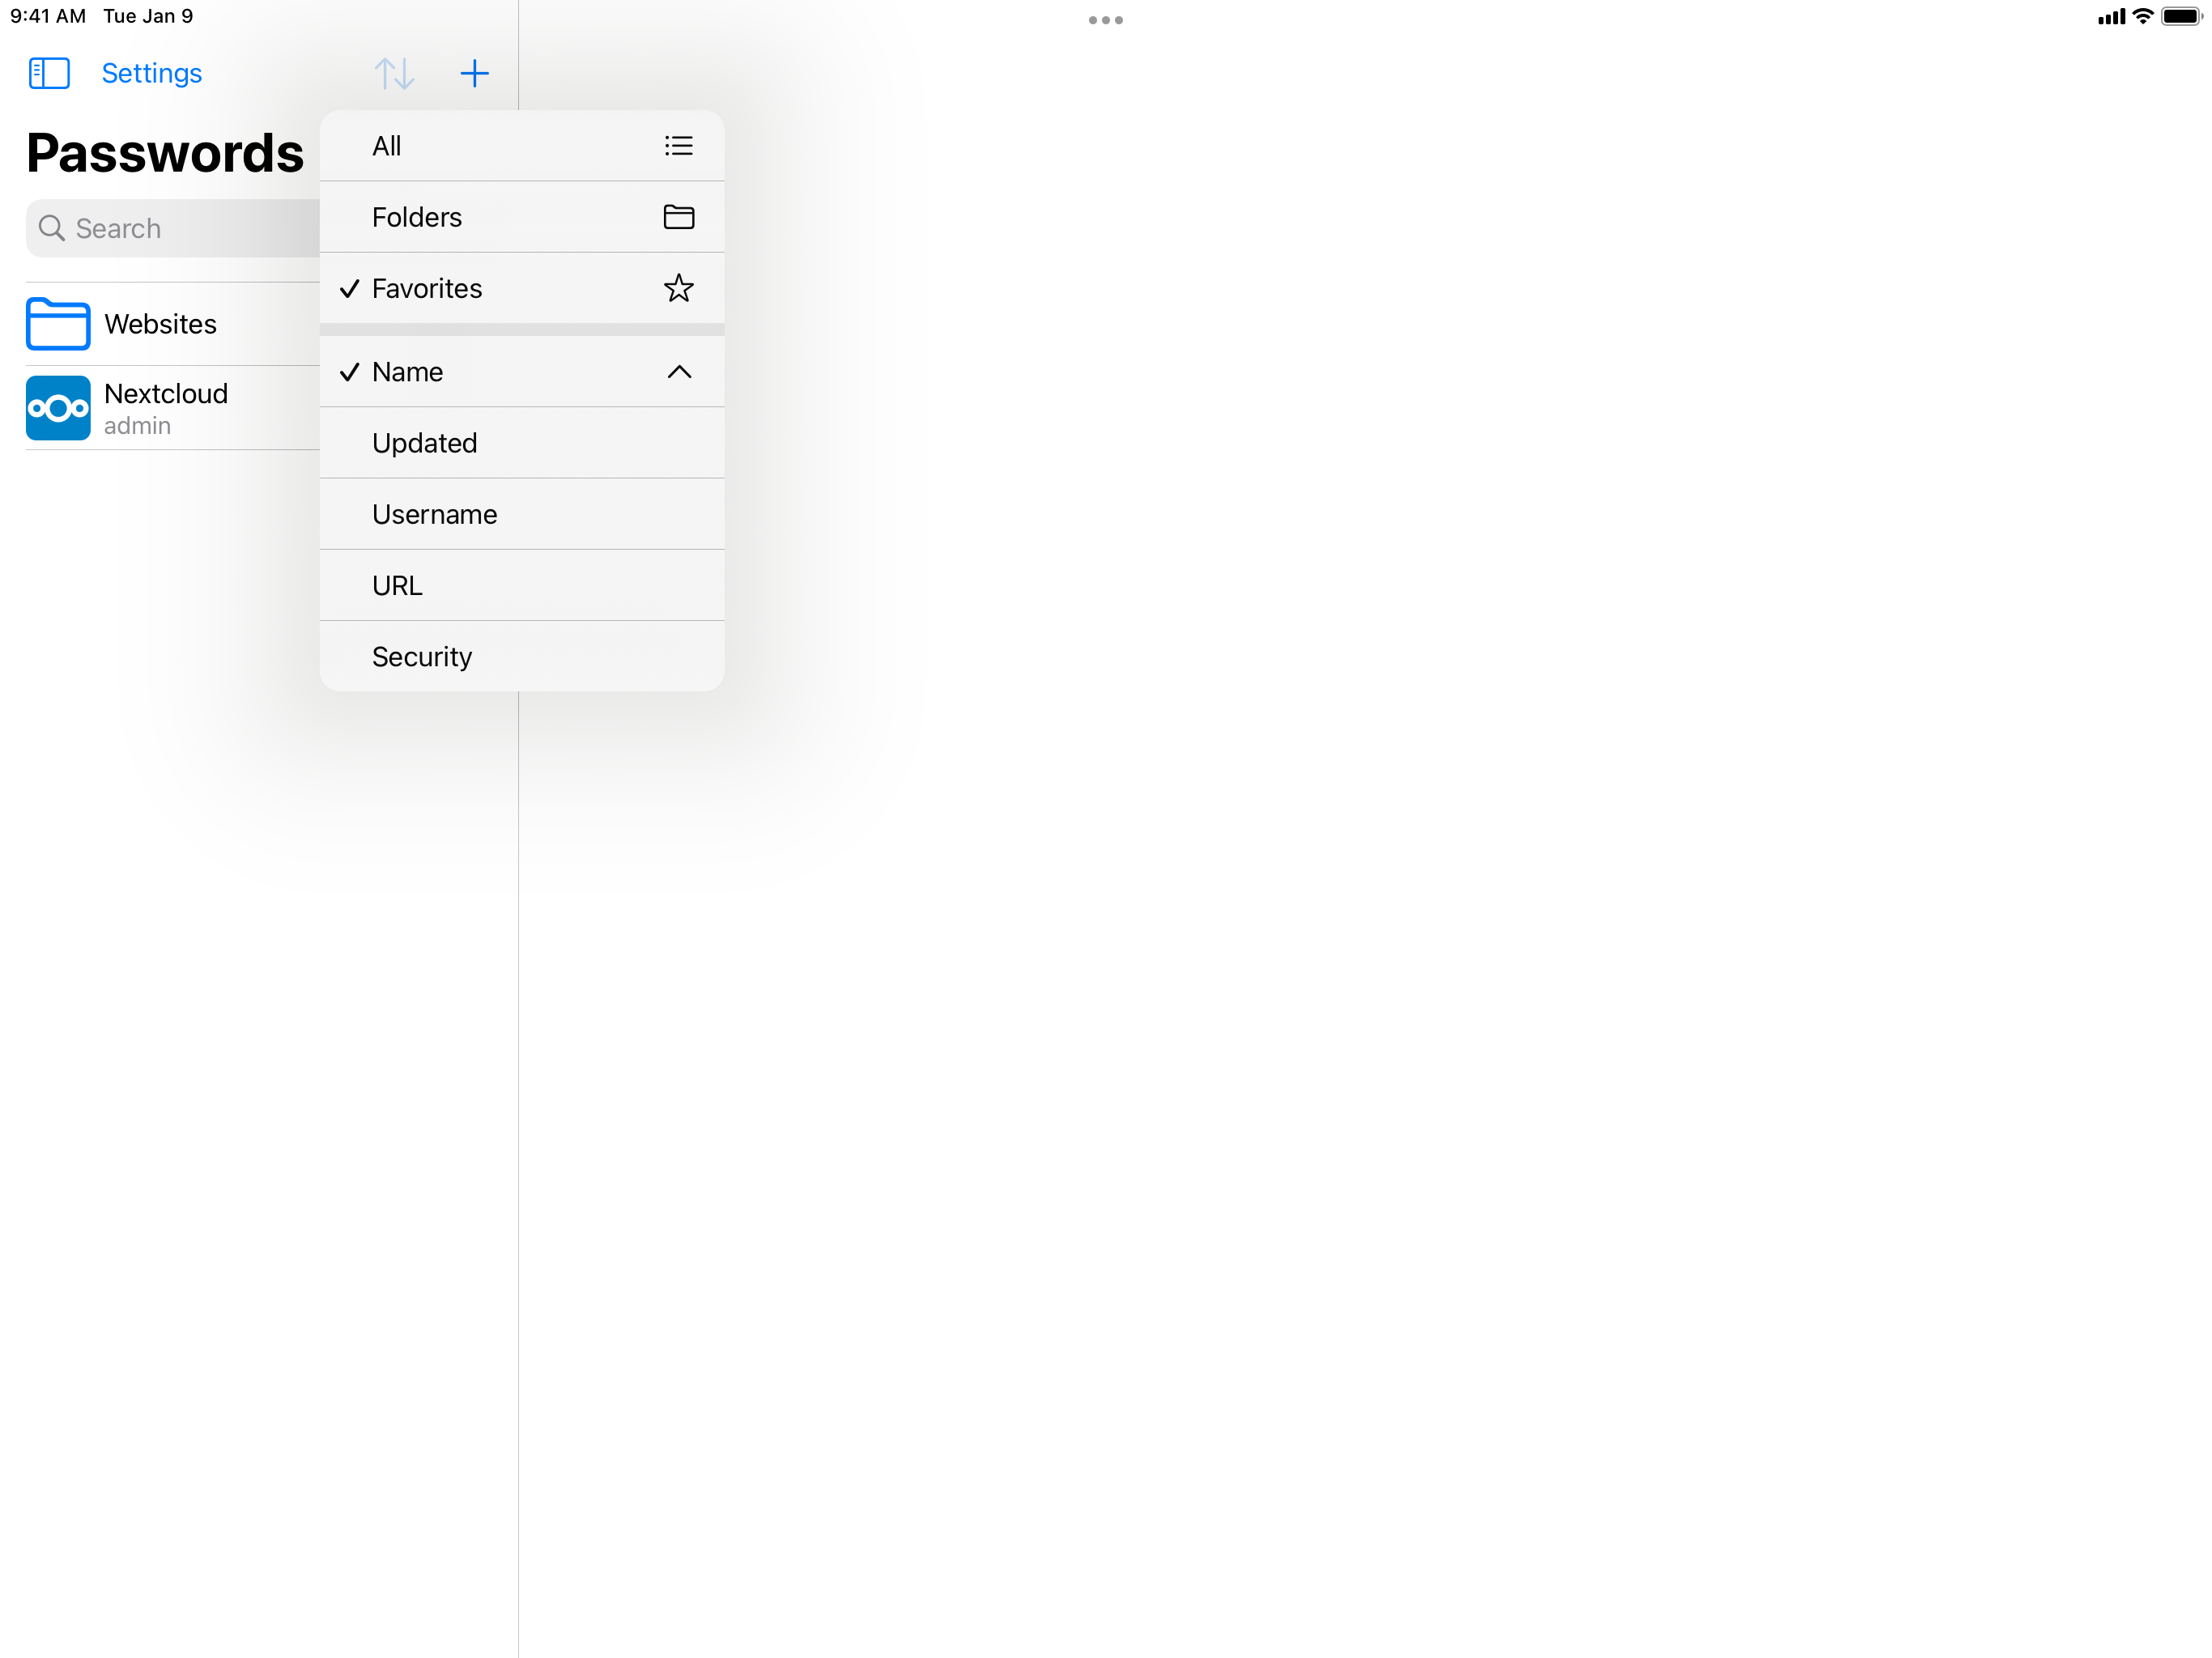 9:41 AM Tue Jan 9
Settings
Passwords
Search
Websites
Nextcloud
admin
All
Folders
Favorites
Name
Updated
Username
URL
Security